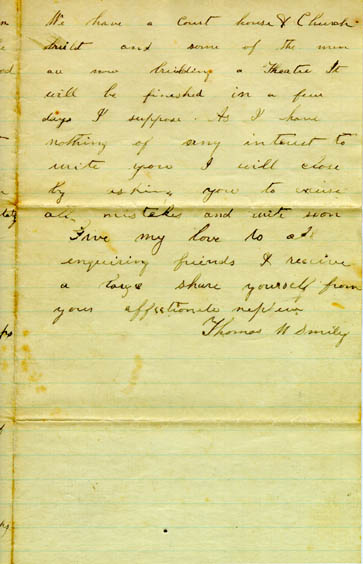 We have a Court house & Church
built and some of the men
are now building a Theatre It
will be finished in a few
days I suppose. As I have
nothing of any interest to
write you I will close
by asking you to excuse
all mistakes and write soon
Give my love to all
enquiring friends & receive
a large share yourself from
your affectionate nephew
Thomas M Smiley